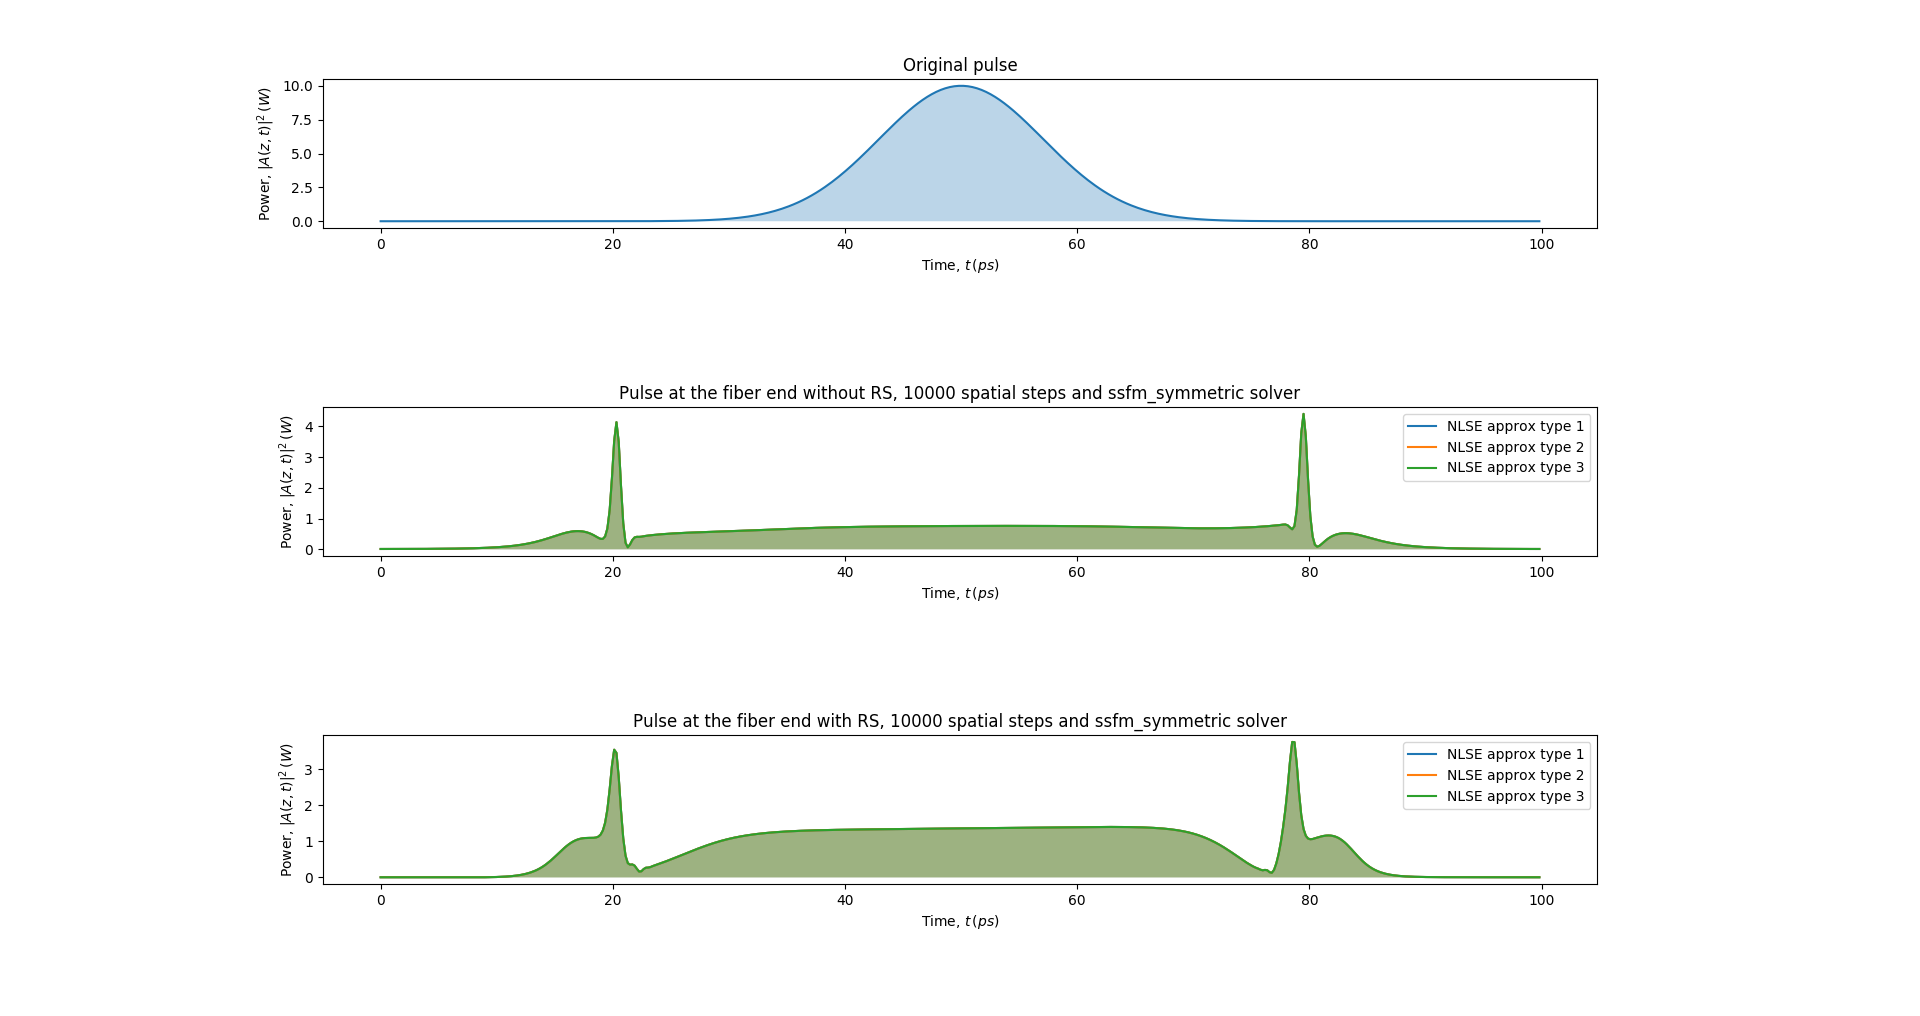 Original pulse
Power, |A(z, t)|² (W)
10.0
7.5
5.0
2.5
0.0
0 20 40 60 80 100
Time, t (ps)
Pulse at the fiber end without RS, 10000 spatial steps and ssfm_symmetric solver
Power, |A(z, t)|² (W)
4
3
2
1
0
NLSE approx type 1
NLSE approx type 2
NLSE approx type 3
0 20 40 60 80 100
Time, t (ps)
Pulse at the fiber end with RS, 10000 spatial steps and ssfm_symmetric solver
Power, |A(z, t)|² (W)
3
2
1
0
NLSE approx type 1
NLSE approx type 2
NLSE approx type 3
0 20 40 60 80 100
Time, t (ps)